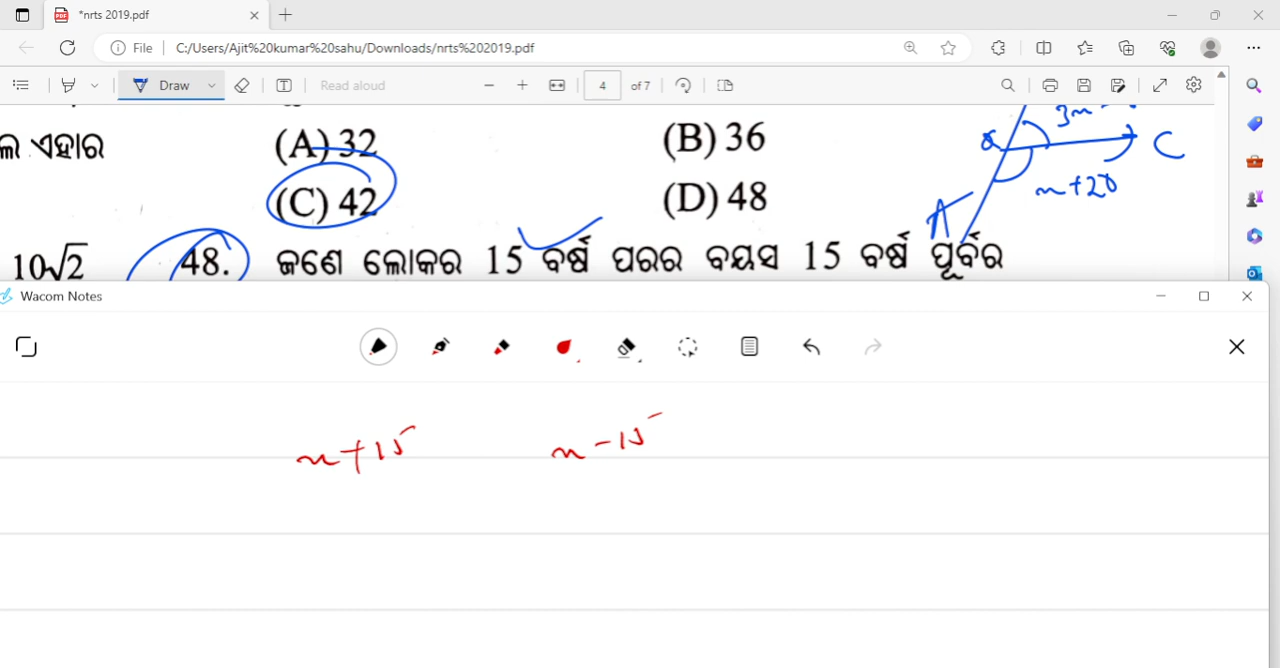 *nrts 2019.pdf
File C:/Users/Ajit%20kumar%20sahu/Downloads/nrts%202019.pdf
Draw Read aloud 4 of 7
ଲ ଏହାର (A) 32 (B) 36
C
(C) 42 (D) 48
x+20
A
10√2 48. ଜଣେ ଲୋକର 15 ବର୍ଷ ପରର ବୟସ 15 ବର୍ଷ ପୂର୍ବର
Wacom Notes
x+15 x-15